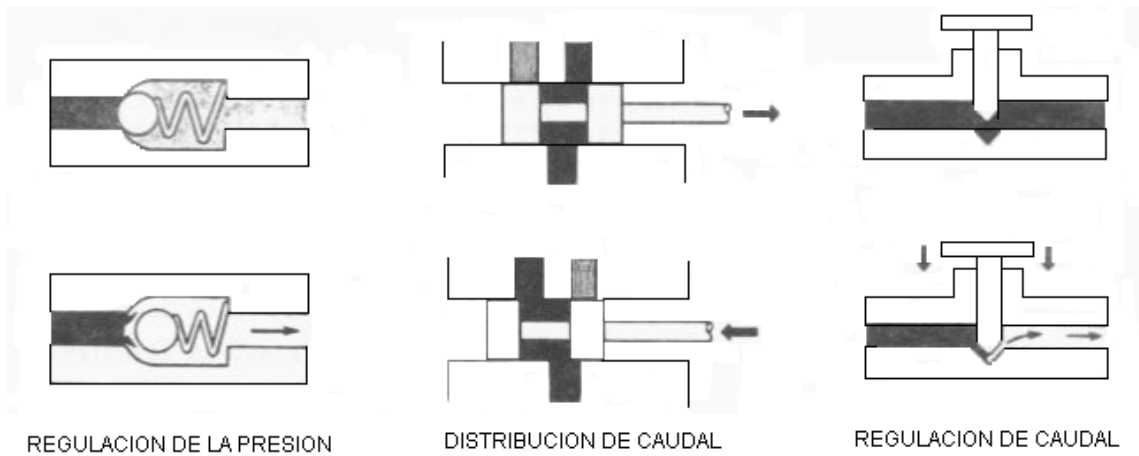 REGULACION DE LA PRESION
DISTRIBUCION DE CAUDAL
REGULACION DE CAUDAL